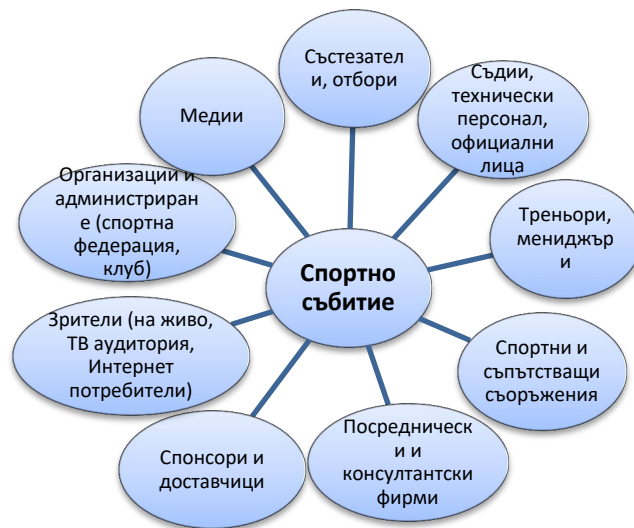 Състезател
и, отбори
Съдии,
технически
персонал,
официални
лица
Треньори,
мениджър
и
Спортни и
съпътстващи
съоръжения
Посредническ
и и
консултантски
фирми
Спонсори и
доставчици
Зрители (на живо,
ТВ аудитория,
Интернет
потребители)
Организации и
администриран
е (спортна
федерация,
клуб)
Медии
Спортно
събитие